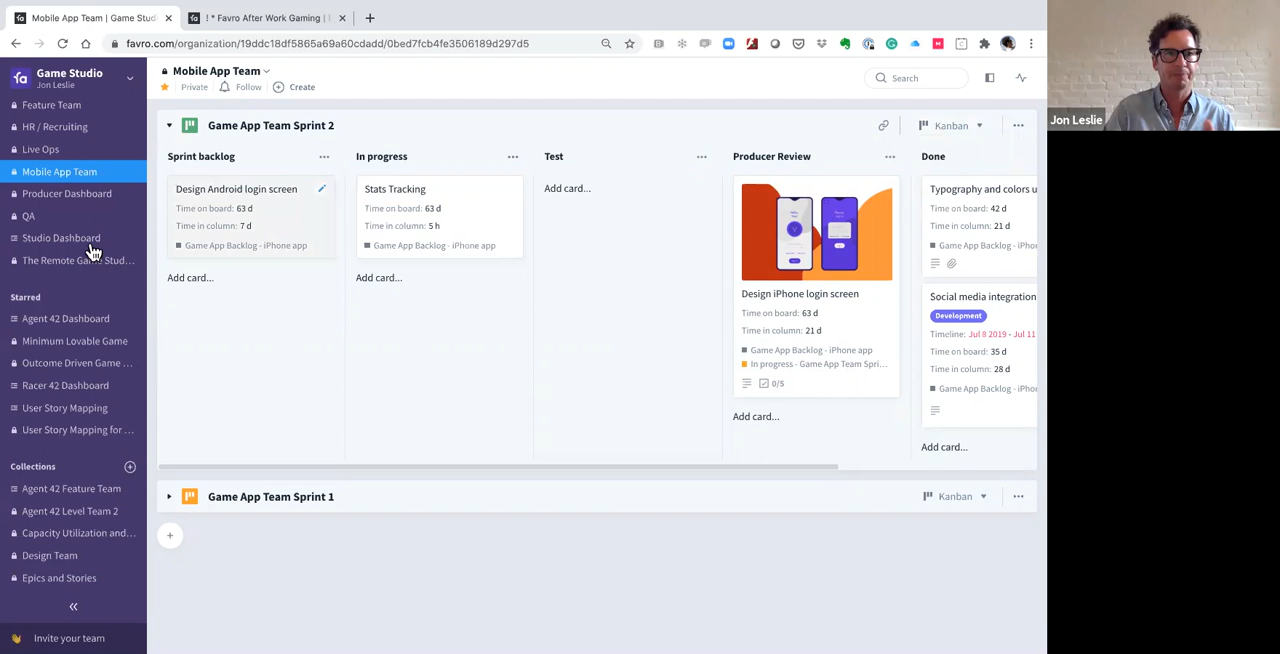 Mobile App Team | Game Stud
! * Favro After Work Gaming |
favro.com/organization/19ddc18df5865a69a60cdadd/0bed7fcb4fe3506189d297d5
fa
Game Studio
Jon Leslie
Feature Team
HR / Recruiting
Live Ops
Mobile App Team
Producer Dashboard
QA
Studio Dashboard
The Remote Game Stud...
Starred
Agent 42 Dashboard
Minimum Lovable Game
Outcome Driven Game ...
Racer 42 Dashboard
User Story Mapping
User Story Mapping for ...
Collections
Agent 42 Feature Team
Agent 42 Level Team 2
Capacity Utilization and...
Design Team
Epics and Stories
Invite your team
Mobile App Team
Private
Follow
Create
Search
Game App Team Sprint 2
Kanban
Sprint backlog
Design Android login screen
Time on board: 63 d
Time in column: 7 d
Game App Backlog - iPhone app
Add card...
In progress
Stats Tracking
Time on board: 63 d
Time in column: 5 h
Game App Backlog - iPhone app
Add card...
Test
Add card...
Producer Review
Design iPhone login screen
Time on board: 63 d
Time in column: 21 d
Game App Backlog - iPhone app
In progress - Game App Team Spri...
0/5
Add card...
Done
Typography and colors u
Time on board: 42 d
Time in column: 21 d
Game App Backlog - iPho
Social media integration
Development
Timeline: Jul 8 2019 - Jul 11
Time on board: 35 d
Time in column: 28 d
Game App Backlog - iPho
Add card...
Game App Team Sprint 1
Kanban
Jon Leslie